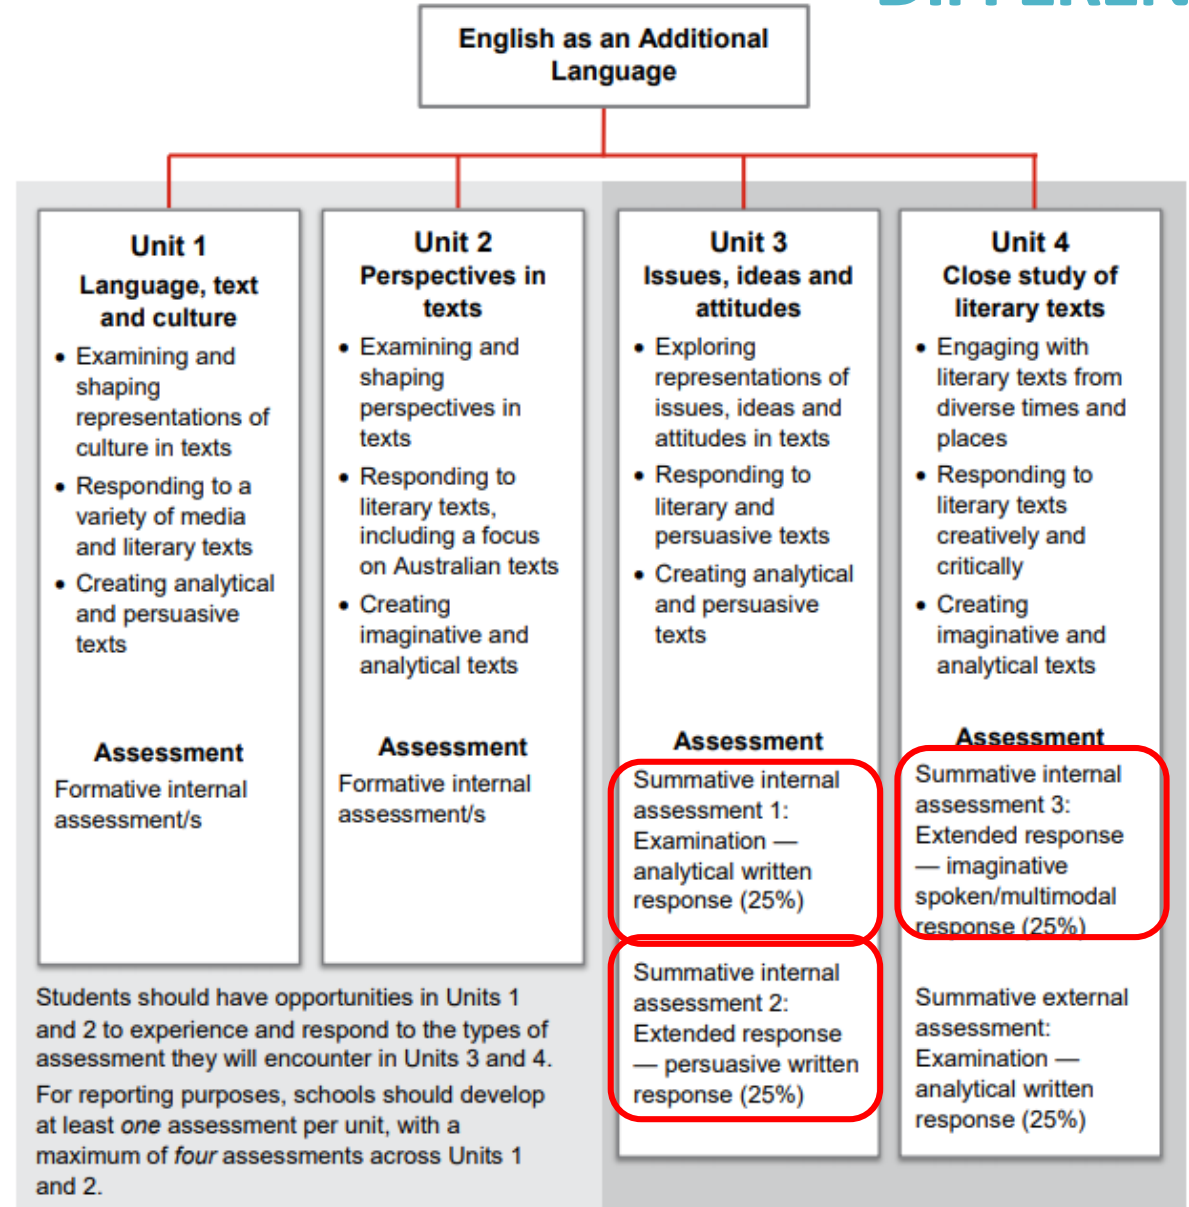 DIFFEREN
English as an Additional
Language
Unit 1
Language, text
and culture
• Examining and
shaping
representations of
culture in texts
• Responding to a
variety of media
and literary texts
• Creating analytical
and persuasive
texts
Assessment
Formative internal
assessment/s
Unit 2
Perspectives in
texts
• Examining and
shaping
perspectives in
texts
• Responding to
literary texts,
including a focus
on Australian texts
• Creating
imaginative and
analytical texts
Assessment
Formative internal
assessment/s
Unit 3
Issues, ideas and
attitudes
• Exploring
representations of
issues, ideas and
attitudes in texts
• Responding to
literary and
persuasive texts
• Creating analytical
and persuasive
texts
Assessment
Summative internal
assessment 1:
Examination —
analytical written
response (25%)
Summative internal
assessment 2:
Extended response
— persuasive written
response (25%)
Unit 4
Close study of
literary texts
• Engaging with
literary texts from
diverse times and
places
• Responding to
literary texts
creatively and
critically
• Creating
imaginative and
analytical texts
Assessment
Summative internal
assessment 3:
Extended response
— imaginative
spoken/multimodal
response (25%)
Summative external
assessment:
Examination —
analytical written
response (25%)
Students should have opportunities in Units 1
and 2 to experience and respond to the types of
assessment they will encounter in Units 3 and 4.
For reporting purposes, schools should develop
at least one assessment per unit, with a
maximum of four assessments across Units 1
and 2.